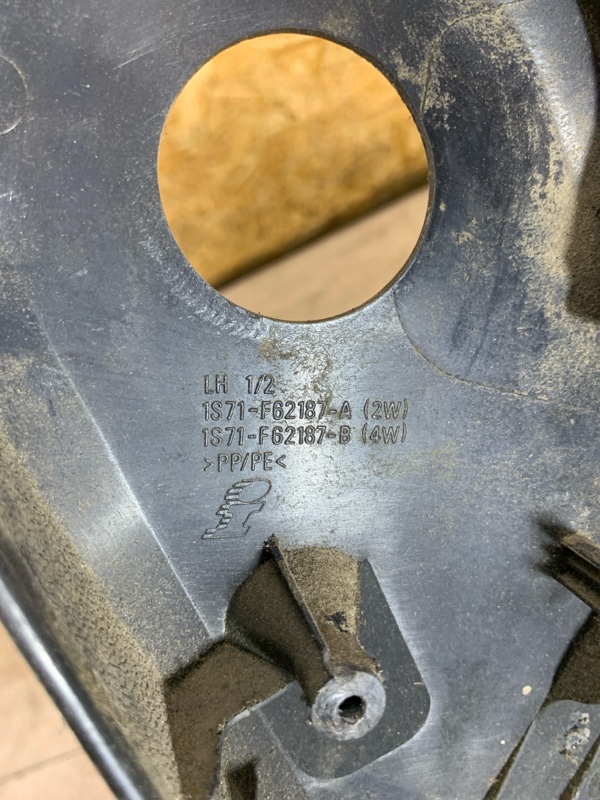 LH 1/2
1S71-F62187-A (2W)
1S71-F62187-B (4W)
>PP/PE<